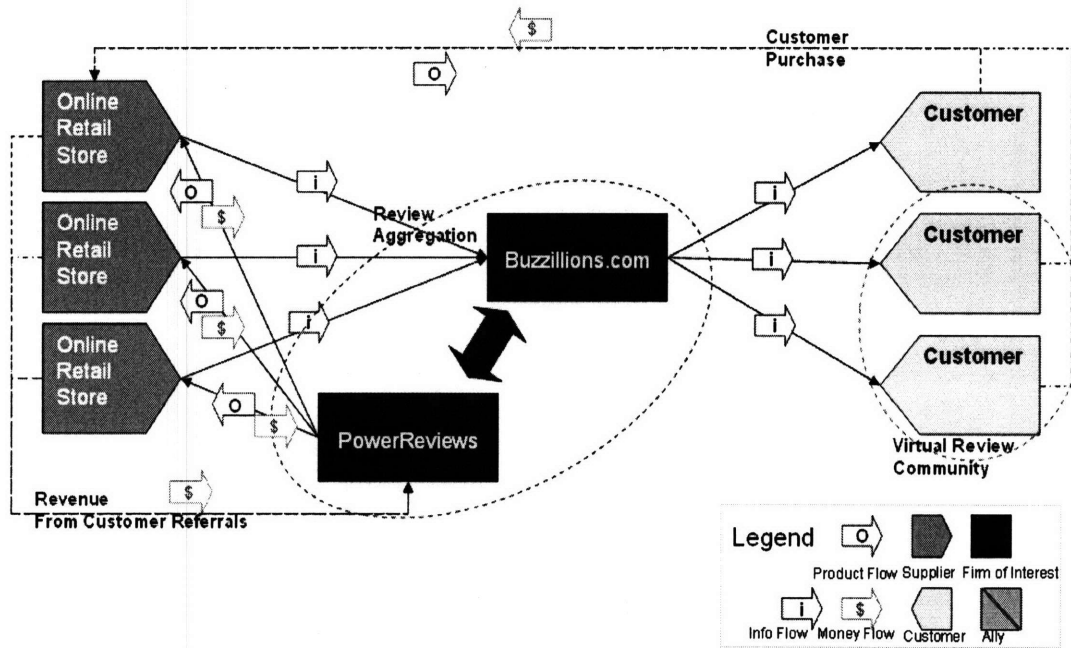 $
Customer
Purchase
O
Online
Retail
Store
Customer
i
i
O
$
Review
Aggregation
Online
Retail
Store
Buzzillions.com
Customer
i
i
O
$
i
i
Online
Retail
Store
Customer
O
$
PowerReviews
Virtual Review
Community
$
Revenue
From Customer Referrals
Legend
O
Product Flow
Supplier
Firm of Interest
i
$
Info Flow
Money Flow
Customer
Ally